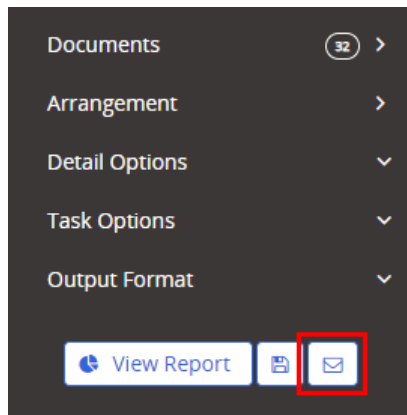 Documents 32
Arrangement
Detail Options
Task Options
Output Format
View Report